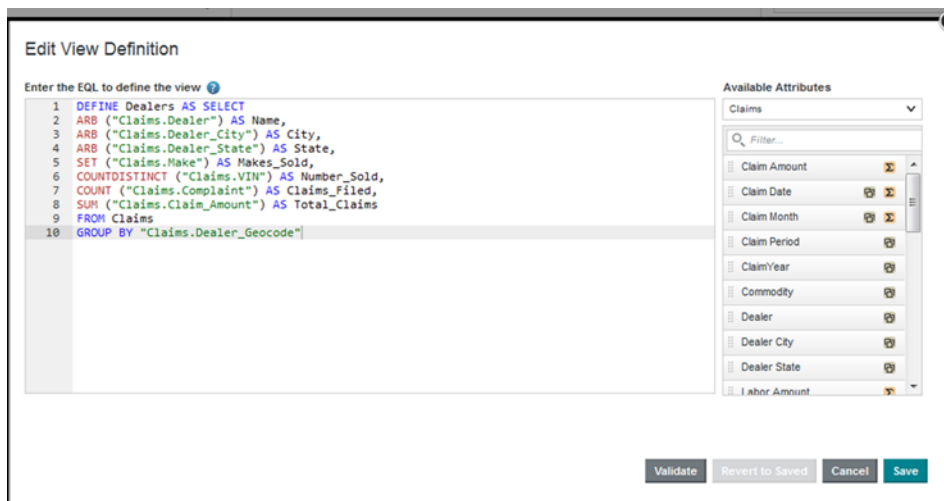 Edit View Definition
Enter the EQL to define the view ?
1 DEFINE Dealers AS SELECT
2 ARB ("Claims.Dealer") AS Name,
3 ARB ("Claims.Dealer_City") AS City,
4 ARB ("Claims.Dealer_State") AS State,
5 SET ("Claims.Make") AS Makes_Sold,
6 COUNTDISTINCT ("Claims.VIN") AS Number_Sold,
7 COUNT ("Claims.Complaint") AS Claims_Filed,
8 SUM ("Claims.Claim_Amount") AS Total_Claims
9 FROM Claims
10 GROUP BY "Claims.Dealer_Geocode"
Available Attributes
Claims
Filter...
Claim Amount Σ
Claim Date Σ
Claim Month Σ
Claim Period
ClaimYear
Commodity
Dealer
Dealer City
Dealer State
Labor Amount Σ
Validate Revert to Saved Cancel Save